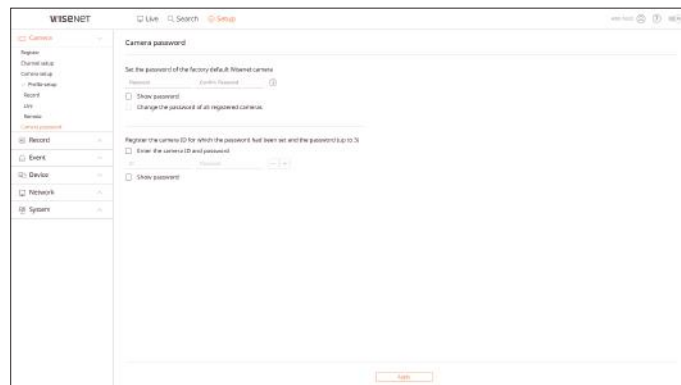 WISENET
Live Search Setup
Camera
Camera password
Register
Channel setup
Camera setup
Profile setup
Record
Live
Remote
Camera password
Set the password of the factory default Wisenet camera
Password Confirm Password
Show password
Change the password of all registered cameras
Register the camera ID for which the password had been set and the password (up to 3)
Enter the camera ID and password
ID Password
Show password
Record
Event
Device
Network
System
Apply